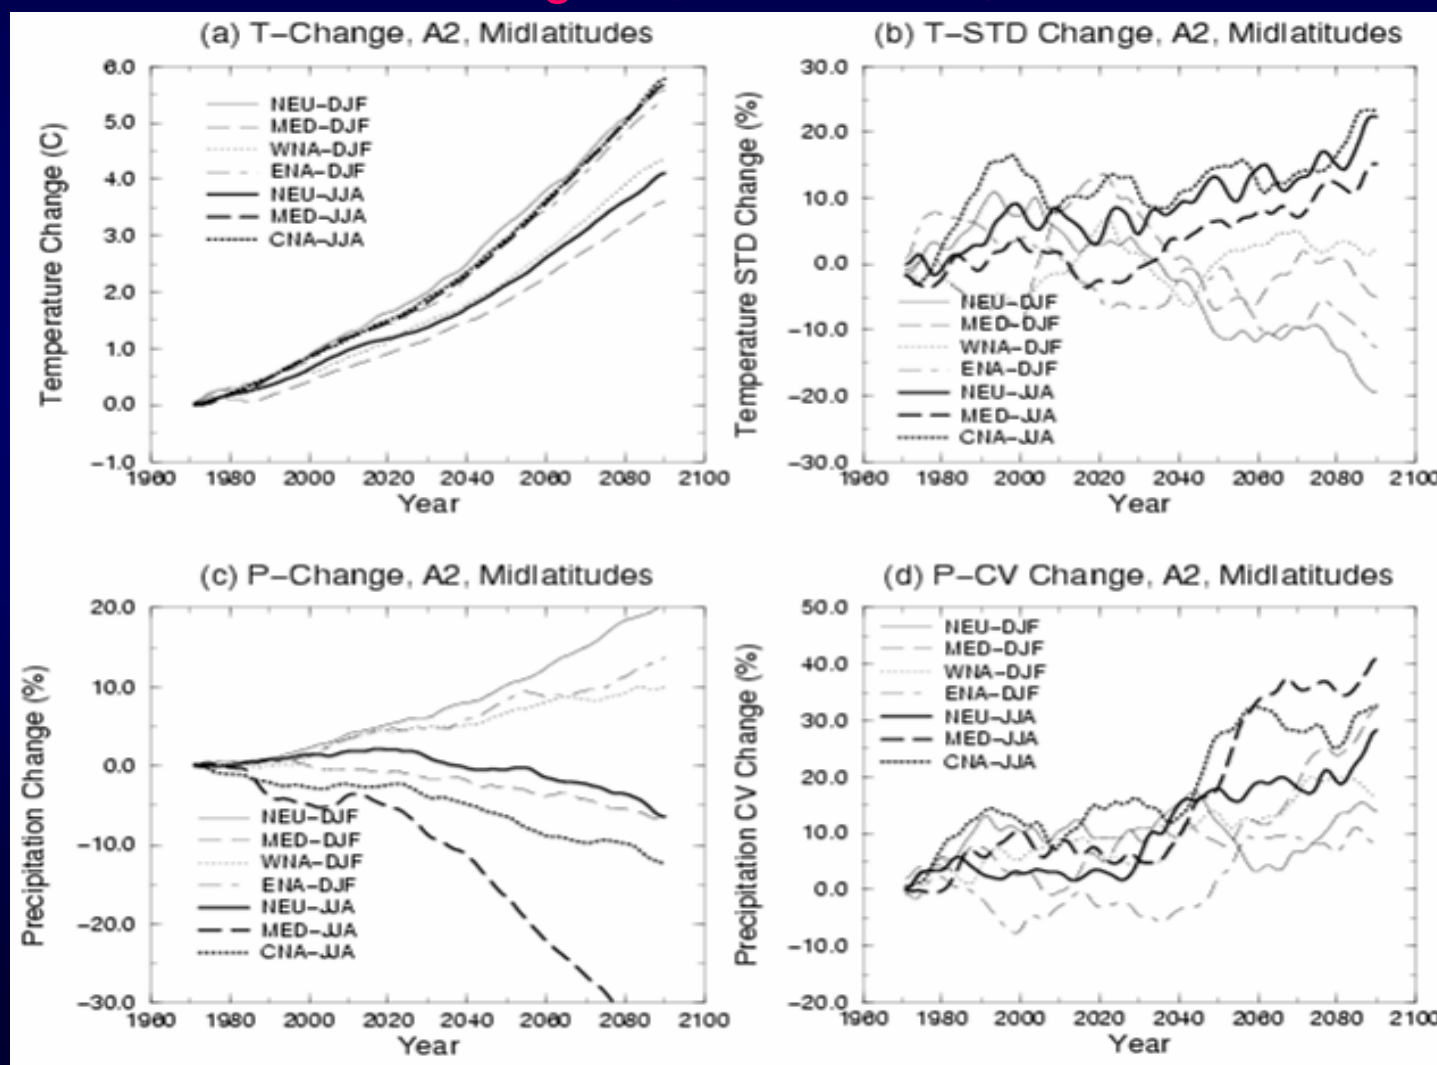 (a) T-Change, A2, Midlatitudes
6.0
5.0
4.0
3.0
2.0
1.0
0.0
-1.0
Temperature Change (C)
NEU-DJF
MED-DJF
WNA-DJF
ENA-DJF
NEU-JJA
MED-JJA
CNA-JJA
1960 1980 2000 2020 2040 2060 2080 2100
Year
(b) T-STD Change, A2, Midlatitudes
30.0
20.0
10.0
0.0
-10.0
-20.0
-30.0
Temperature STD Change (%)
NEU-DJF
MED-DJF
WNA-DJF
ENA-DJF
NEU-JJA
MED-JJA
CNA-JJA
1960 1980 2000 2020 2040 2060 2080 2100
Year
(c) P-Change, A2, Midlatitudes
20.0
10.0
0.0
-10.0
-20.0
-30.0
Precipitation Change (%)
NEU-DJF
MED-DJF
WNA-DJF
ENA-DJF
NEU-JJA
MED-JJA
CNA-JJA
1960 1980 2000 2020 2040 2060 2080 2100
Year
(d) P-CV Change, A2, Midlatitudes
50.0
40.0
30.0
20.0
10.0
0.0
-10.0
-20.0
Precipitation CV Change (%)
NEU-DJF
MED-DJF
WNA-DJF
ENA-DJF
NEU-JJA
MED-JJA
CNA-JJA
1960 1980 2000 2020 2040 2060 2080 2100
Year